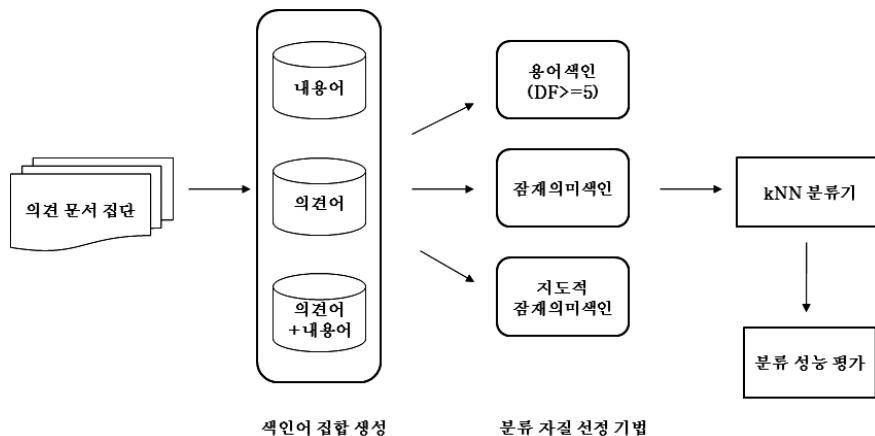 의견 문서 집단
내용어
의견어
의견어
+내용어
색인어 집합 생성
용어색인
(DF>=5)
잠재의미색인
지도적
잠재의미색인
분류 자질 선정 기법
kNN 분류기
분류 성능 평가